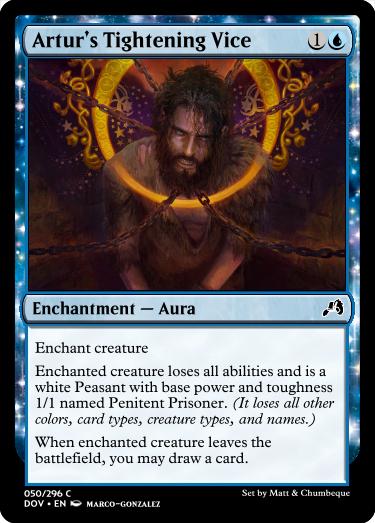 Artur's Tightening Vice 1
Enchantment — Aura
Enchant creature
Enchanted creature loses all abilities and is a
white Peasant with base power and toughness
1/1 named Penitent Prisoner. (It loses all other
colors, card types, creature types, and names.)
When enchanted creature leaves the
battlefield, you may draw a card.
050/296 C
DOV • EN MARCO-GONZALEZ
Set by Matt & Chumbeque